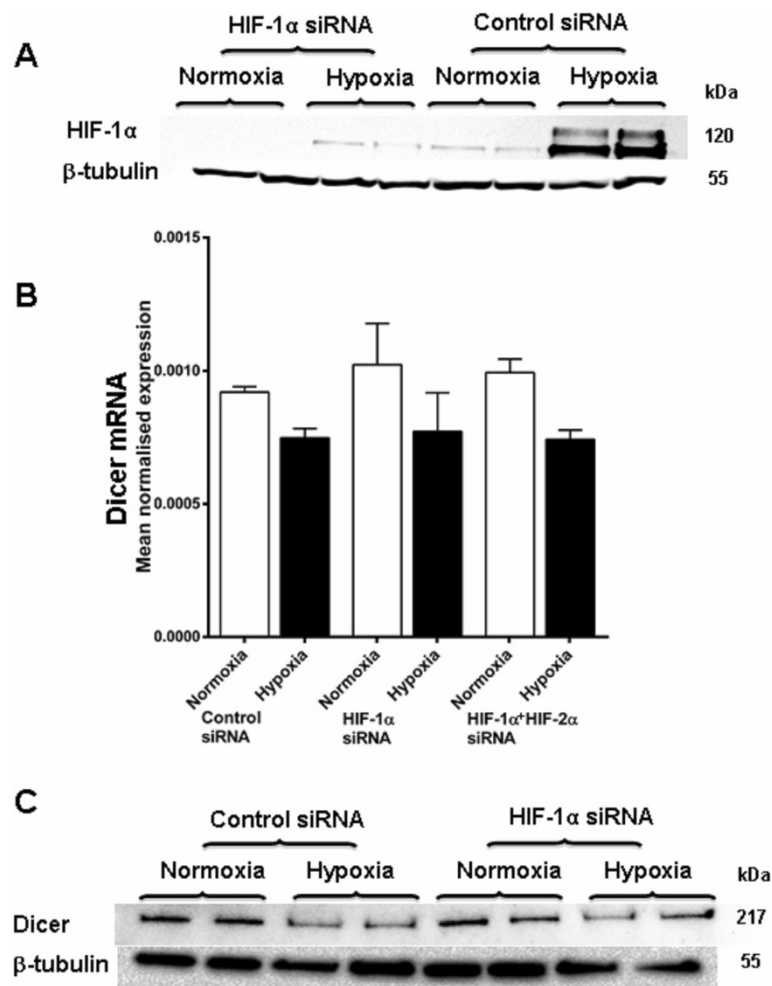 HIF-1α siRNA Control siRNA
A
Normoxia Hypoxia Normoxia Hypoxia
kDa
HIF-1α 120
β-tubulin 55
B
Dicer mRNA
Mean normalised expression
0.0015
0.0010
0.0005
0.0000
Normoxia Hypoxia Normoxia Hypoxia Normoxia Hypoxia
Control siRNA HIF-1α siRNA HIF-1α+HIF-2α siRNA
C
Control siRNA HIF-1α siRNA
Normoxia Hypoxia Normoxia Hypoxia
kDa
Dicer 217
β-tubulin 55